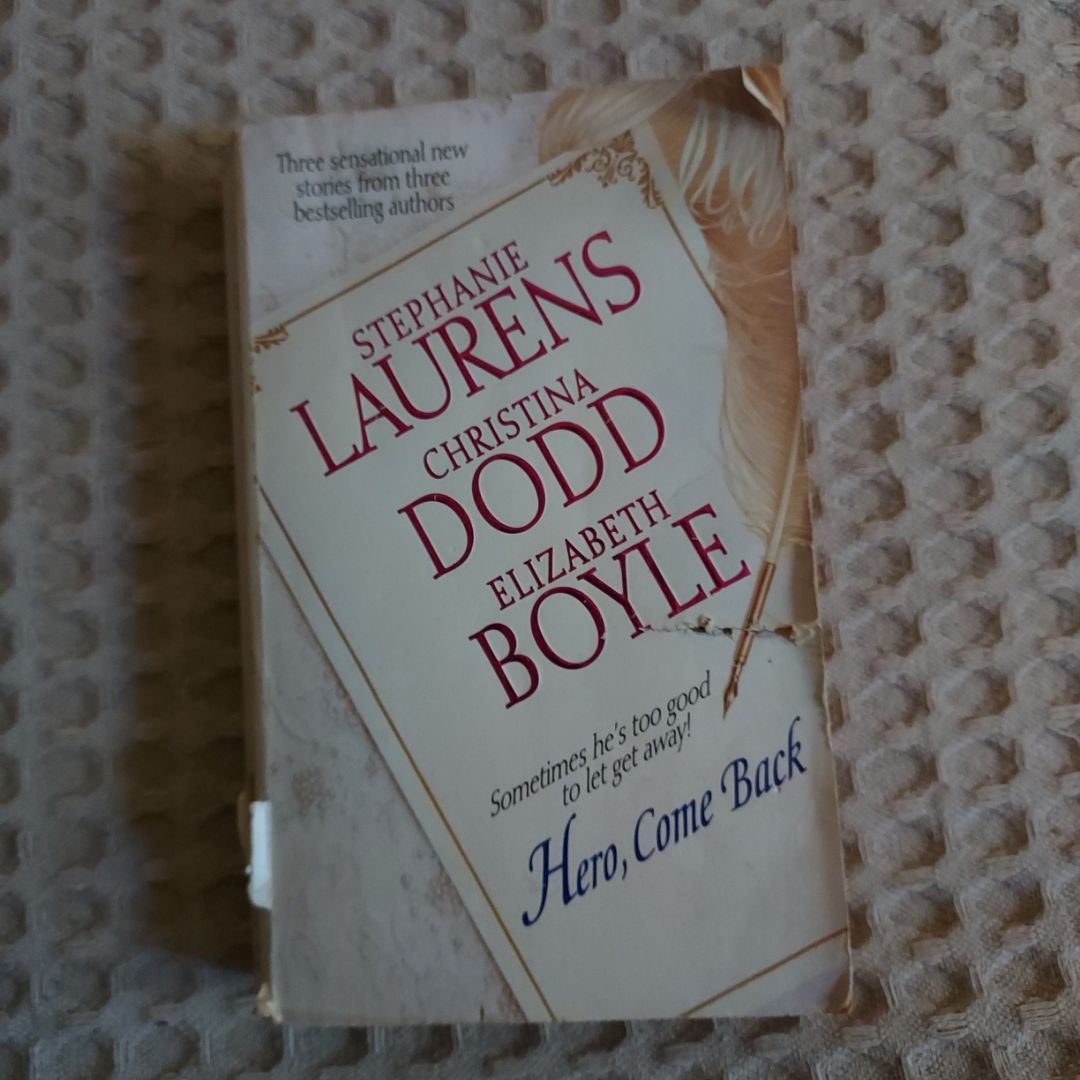 Three sensational new
stories from three
bestselling authors
STEPHANIE
LAURENS
CHRISTINA
DODD
ELIZABETH
BOYLE
Sometimes he's too good
to let get away!
Hero, Come Back